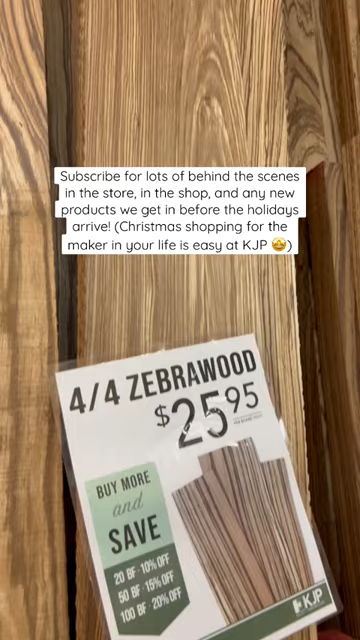 Subscribe for lots of behind the scenes
in the store, in the shop, and any new
products we get in before the holidays
arrive! (Christmas shopping for the
maker in your life is easy at KJP 🤩)
4/4 ZEBRAWOOD
$25.95
BUY MORE
and
SAVE
20 BF - 10% OFF
50 BF - 15% OFF
100 BF - 20% OFF
KJP